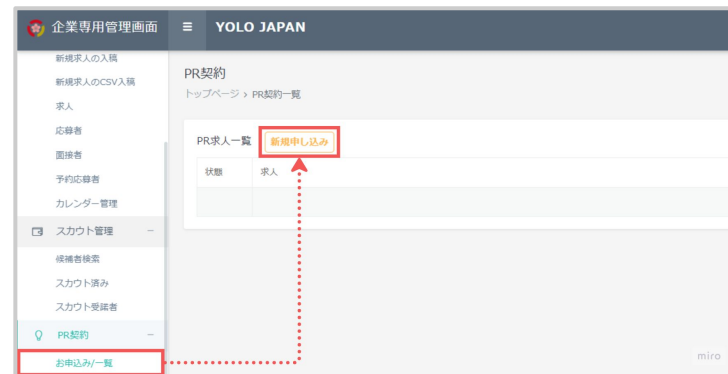 企業専用管理画面
≡ YOLO JAPAN
新規求人の入稿
新規求人のCSV入稿
求人
応募者
面接者
予約応募者
カレンダー管理
スカウト管理 −
候補者検索
スカウト済み
スカウト受諾者
PR契約 −
お申込み/一覧
PR契約
トップページ › PR契約一覧
PR求人一覧 新規申し込み
状態 求人
miro